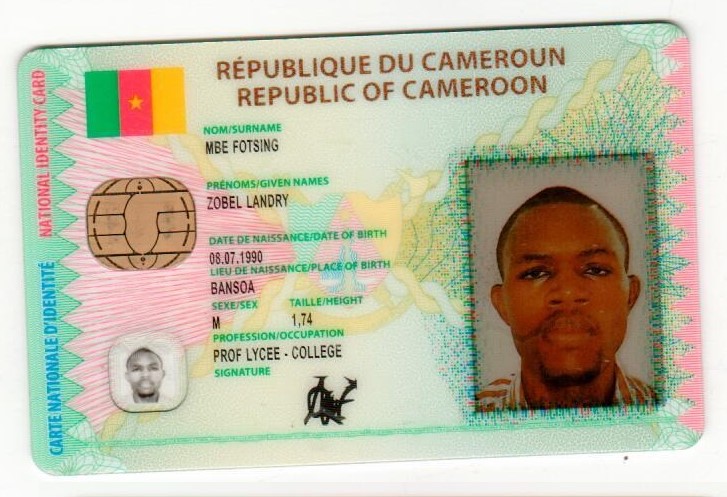 RÉPUBLIQUE DU CAMEROUN
REPUBLIC OF CAMEROON
NATIONAL IDENTITY CARD
CARTE NATIONALE D'IDENTITÉ
NOM/SURNAME
MBE FOTSING
PRÉNOMS/GIVEN NAMES
ZOBEL LANDRY
DATE DE NAISSANCE/DATE OF BIRTH
08.07.1990
LIEU DE NAISSANCE/PLACE OF BIRTH
BANSOA
SEXE/SEX TAILLE/HEIGHT
M 1,74
PROFESSION/OCCUPATION
PROF LYCEE - COLLEGE
SIGNATURE